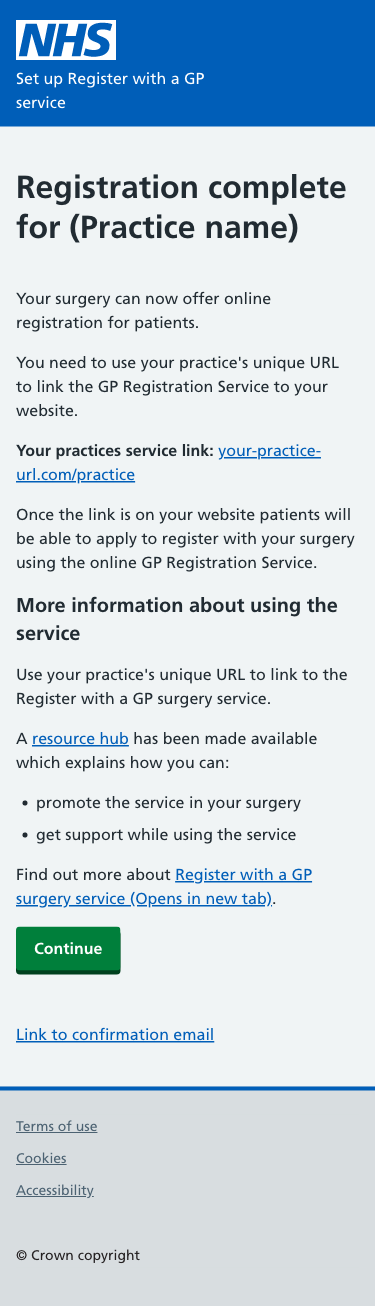 NHS
Set up Register with a GP
service
Registration complete
for (Practice name)
Your surgery can now offer online
registration for patients.
You need to use your practice's unique URL
to link the GP Registration Service to your
website.
Your practices service link: your-practice-
url.com/practice
Once the link is on your website patients will
be able to apply to register with your surgery
using the online GP Registration Service.
More information about using the
service
Use your practice's unique URL to link to the
Register with a GP surgery service.
A resource hub has been made available
which explains how you can:
• promote the service in your surgery
• get support while using the service
Find out more about Register with a GP
surgery service (Opens in new tab).
Continue
Link to confirmation email
Terms of use
Cookies
Accessibility
© Crown copyright